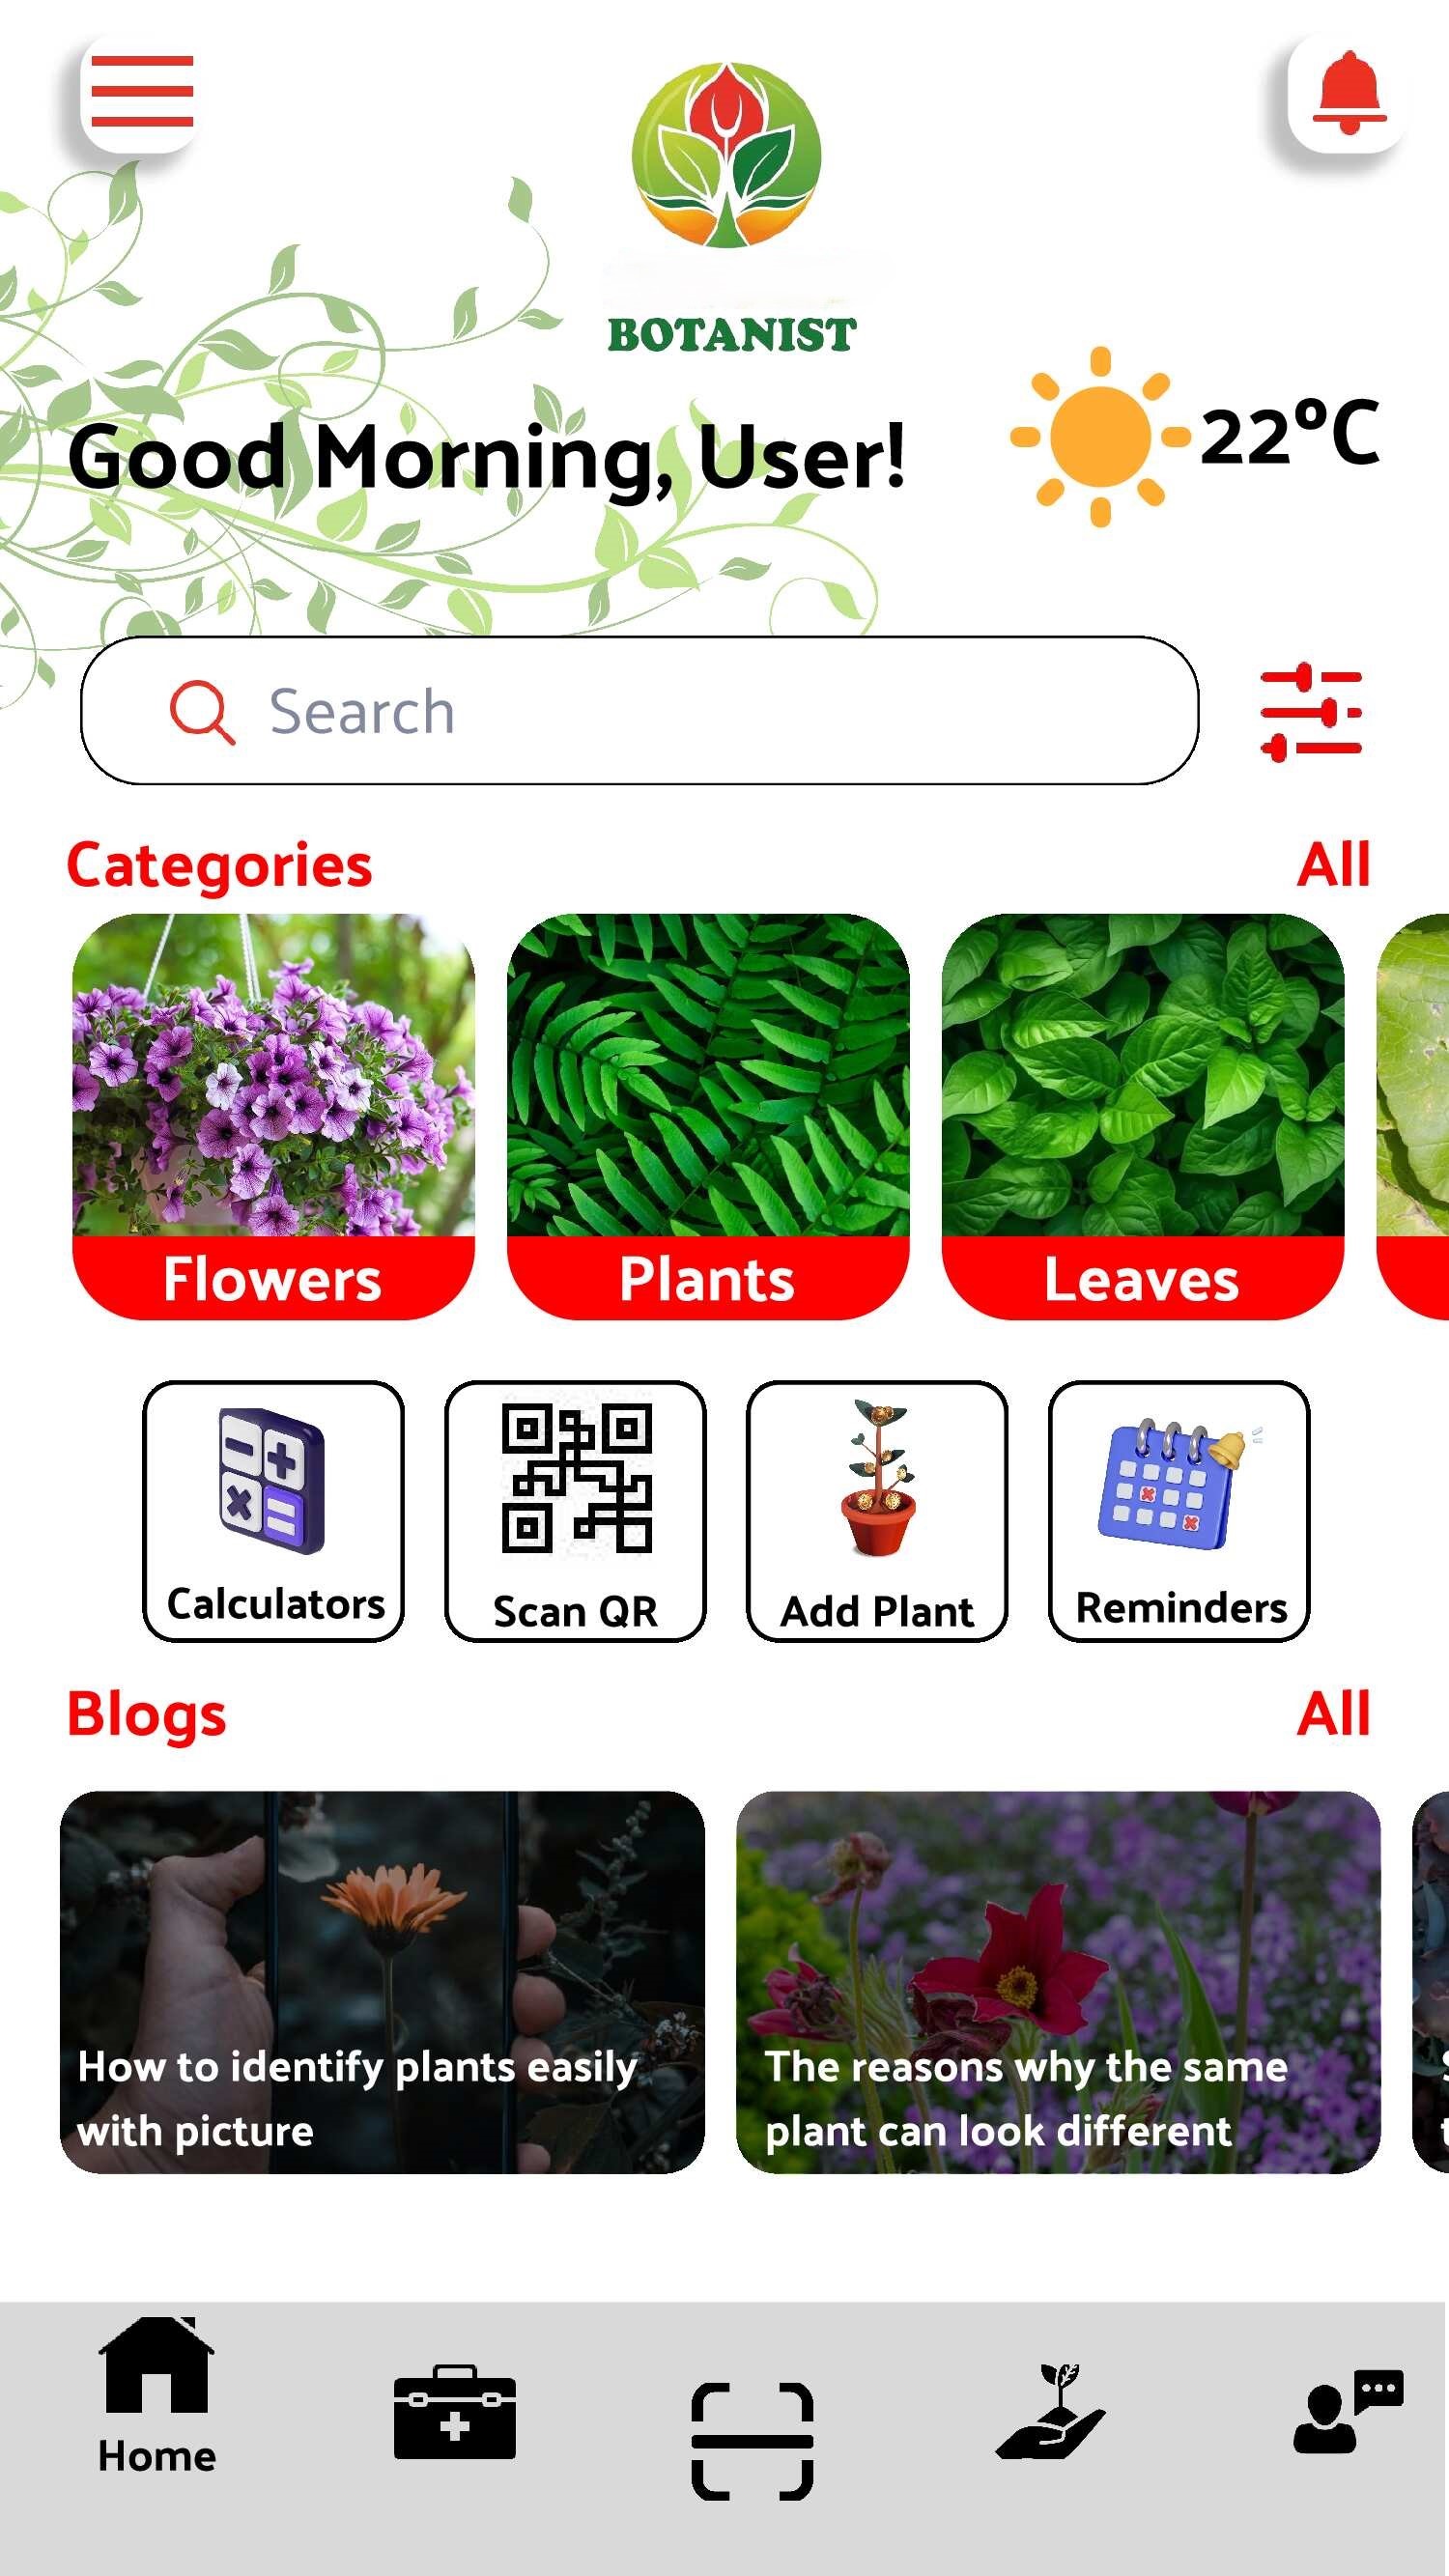 BOTANIST
Good Morning, User!
22°C
Search
Categories
All
Flowers
Plants
Leaves
Calculators
Scan QR
Add Plant
Reminders
Blogs
All
How to identify plants easily
with picture
The reasons why the same
plant can look different
Home